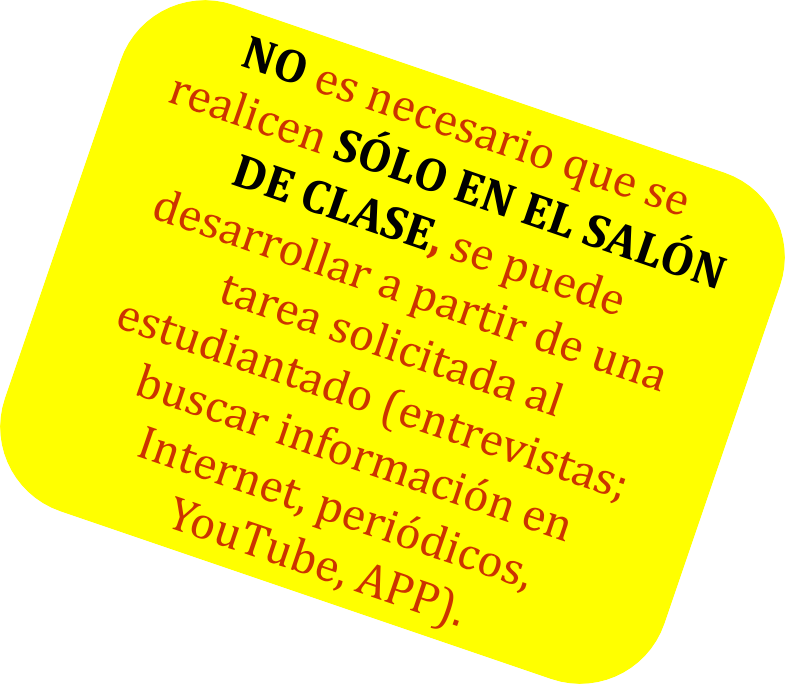 NO es necesario que se
realicen SÓLO EN EL SALÓN
DE CLASE, se puede
desarrollar a partir de una
tarea solicitada al
estudiantado (entrevistas;
buscar información en
Internet, periódicos,
YouTube, APP).